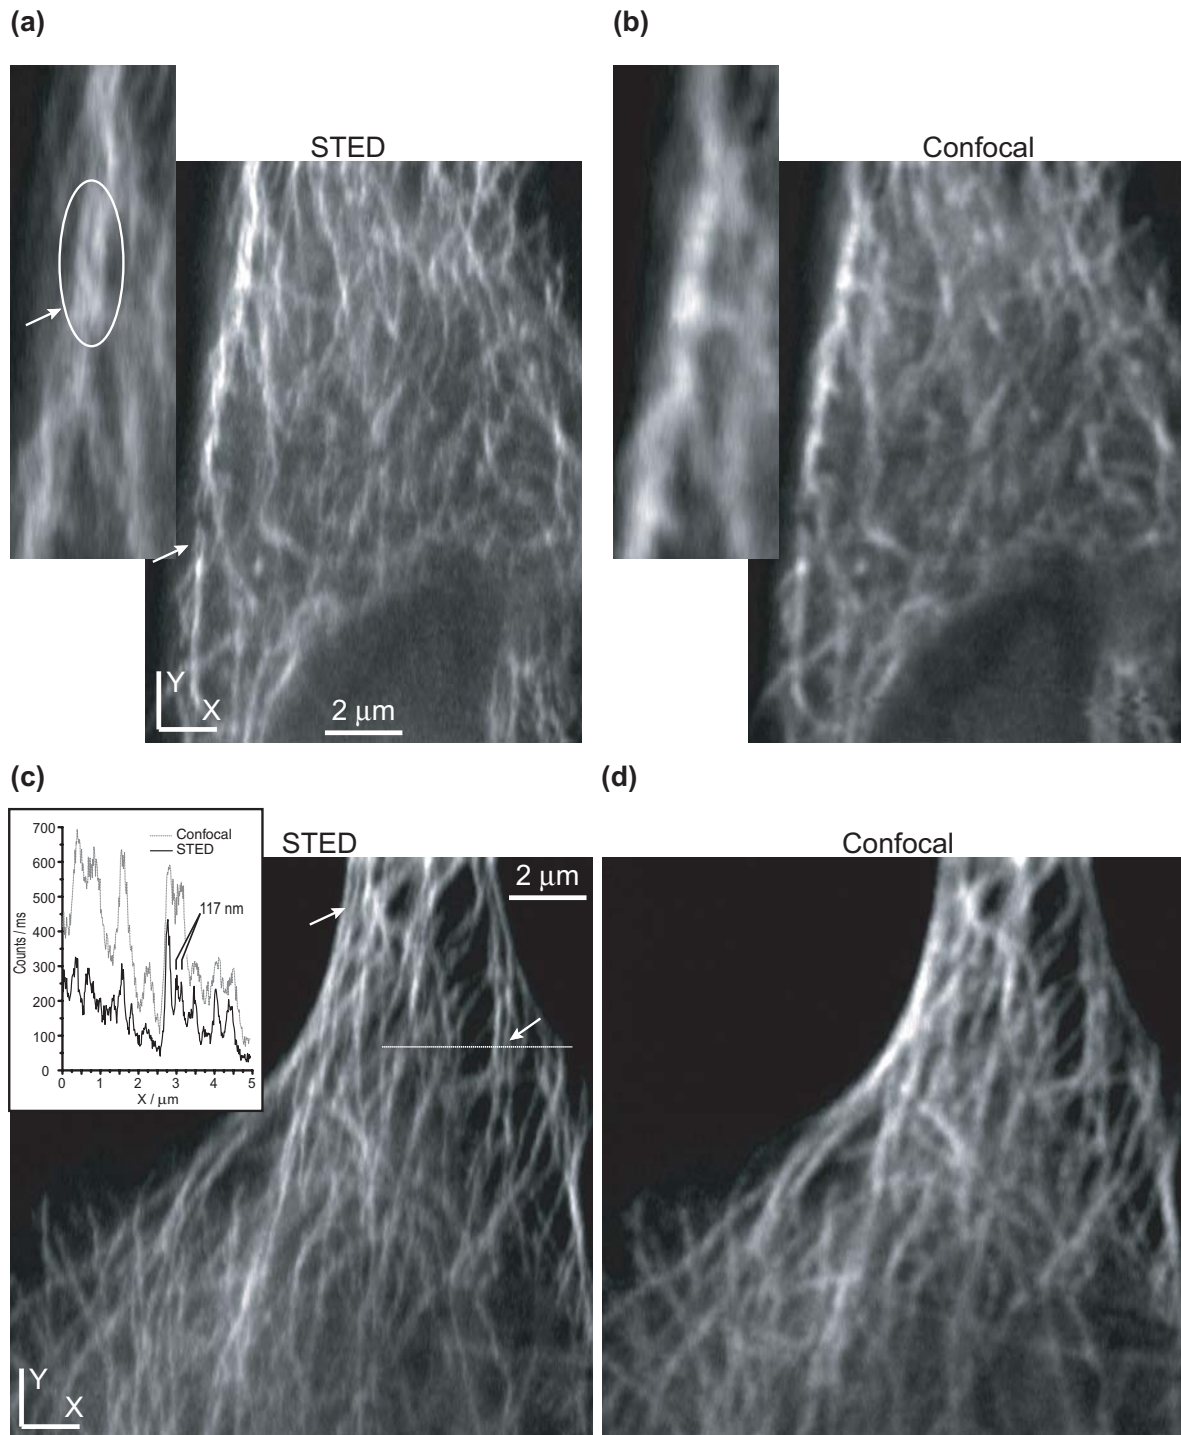 (a)
(b)
STED
Confocal
Y
X
2 μm
(c)
(d)
STED
Confocal
2 μm
700
600
500
400
300
200
100
0
Counts / ms
Confocal
STED
117 nm
0 1 2 3 4 5
X / μm
Y
X